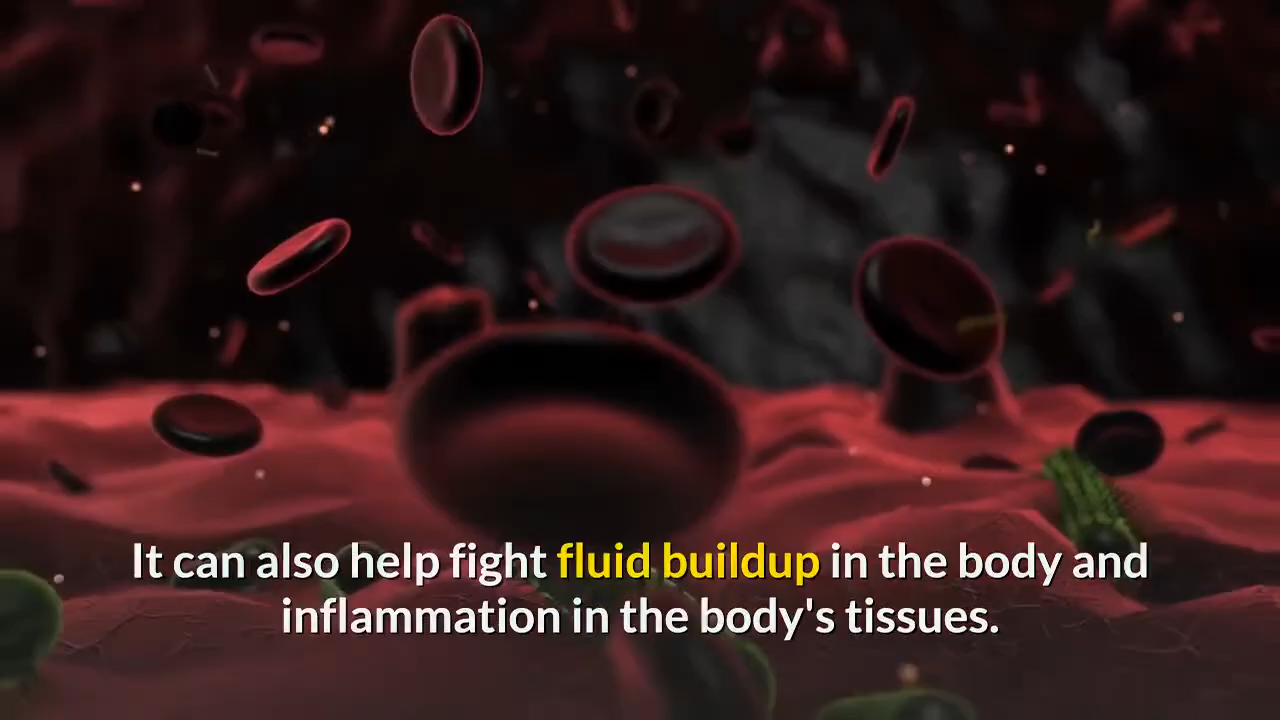 It can also help fight fluid buildup in the body and
inflammation in the body's tissues.